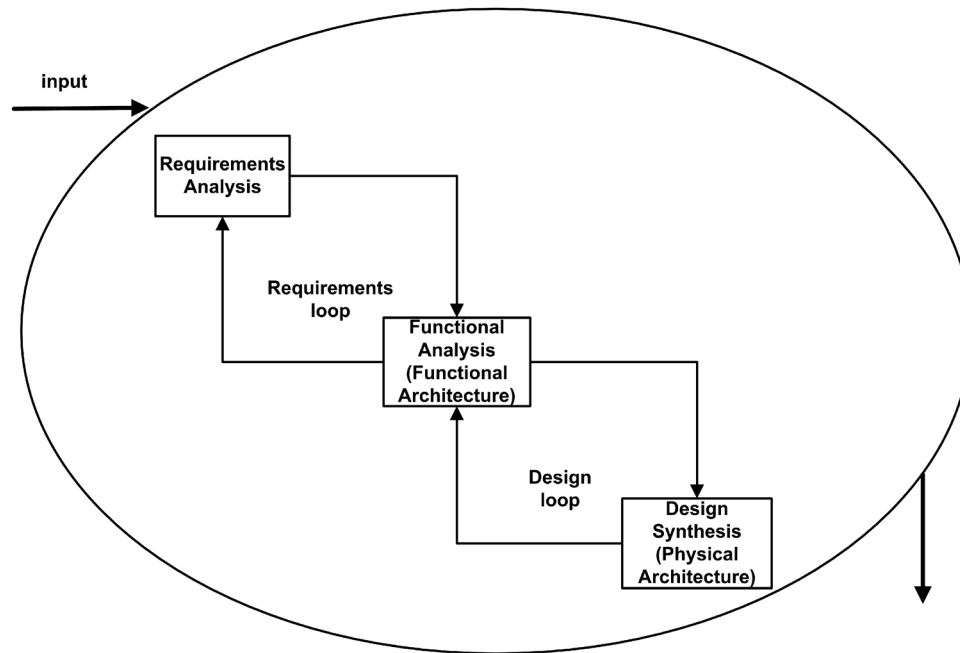 input
Requirements
Analysis
Requirements
loop
Functional
Analysis
(Functional
Architecture)
Design
loop
Design
Synthesis
(Physical
Architecture)